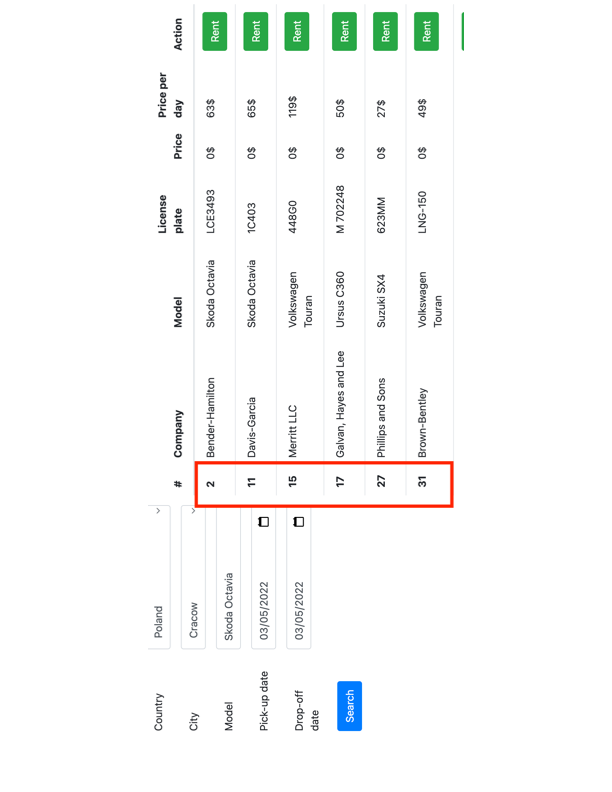 Country Poland
City Cracow
Model Skoda Octavia
Pick-up date 03/05/2022
Drop-off 03/05/2022
date
Search
# Company Model License plate Price Price per day Action
2 Bender-Hamilton Skoda Octavia LCE3493 0$ 63$ Rent
11 Davis-Garcia Skoda Octavia 1C403 0$ 65$ Rent
15 Merritt LLC Volkswagen Touran 448G0 0$ 119$ Rent
17 Galvan, Hayes and Lee Ursus C360 M 702248 0$ 50$ Rent
27 Phillips and Sons Suzuki SX4 623MM 0$ 27$ Rent
31 Brown-Bentley Volkswagen Touran LNG-150 0$ 49$ Rent